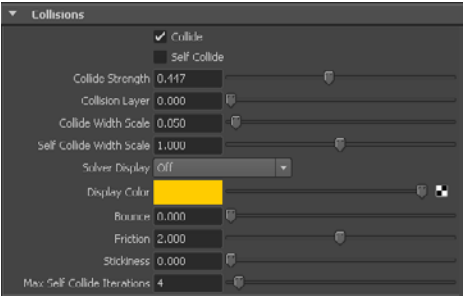 Collisions
Collide
Self Collide
Collide Strength 0.447
Collision Layer 0.000
Collide Width Scale 0.050
Self Collide Width Scale 1.000
Solver Display Off
Display Color
Bounce 0.000
Friction 2.000
Stickiness 0.000
Max Self Collide Iterations 4